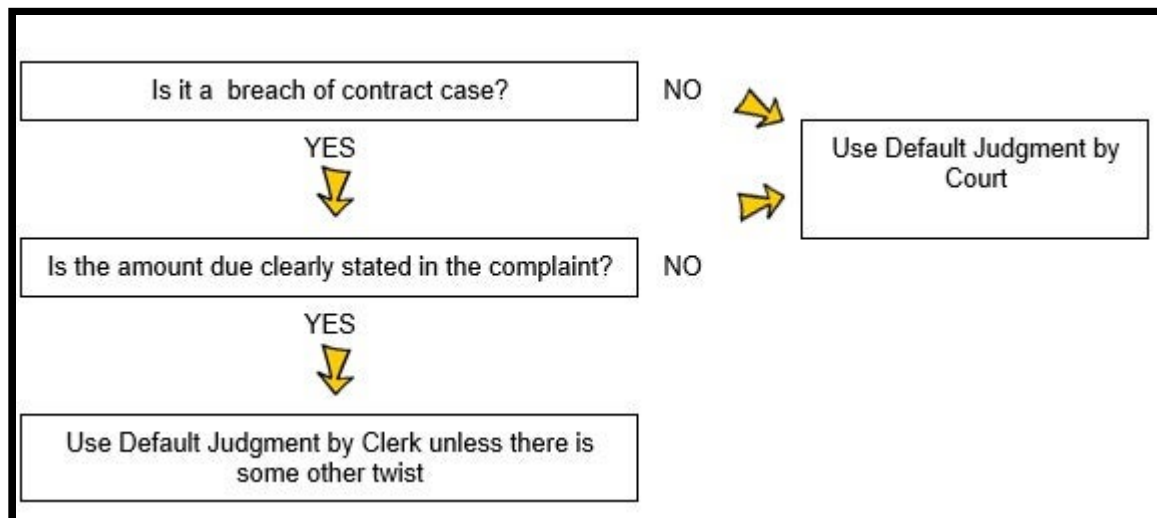 Is it a breach of contract case?
NO
YES
Use Default Judgment by
Court
Is the amount due clearly stated in the complaint?
NO
YES
Use Default Judgment by Clerk unless there is
some other twist